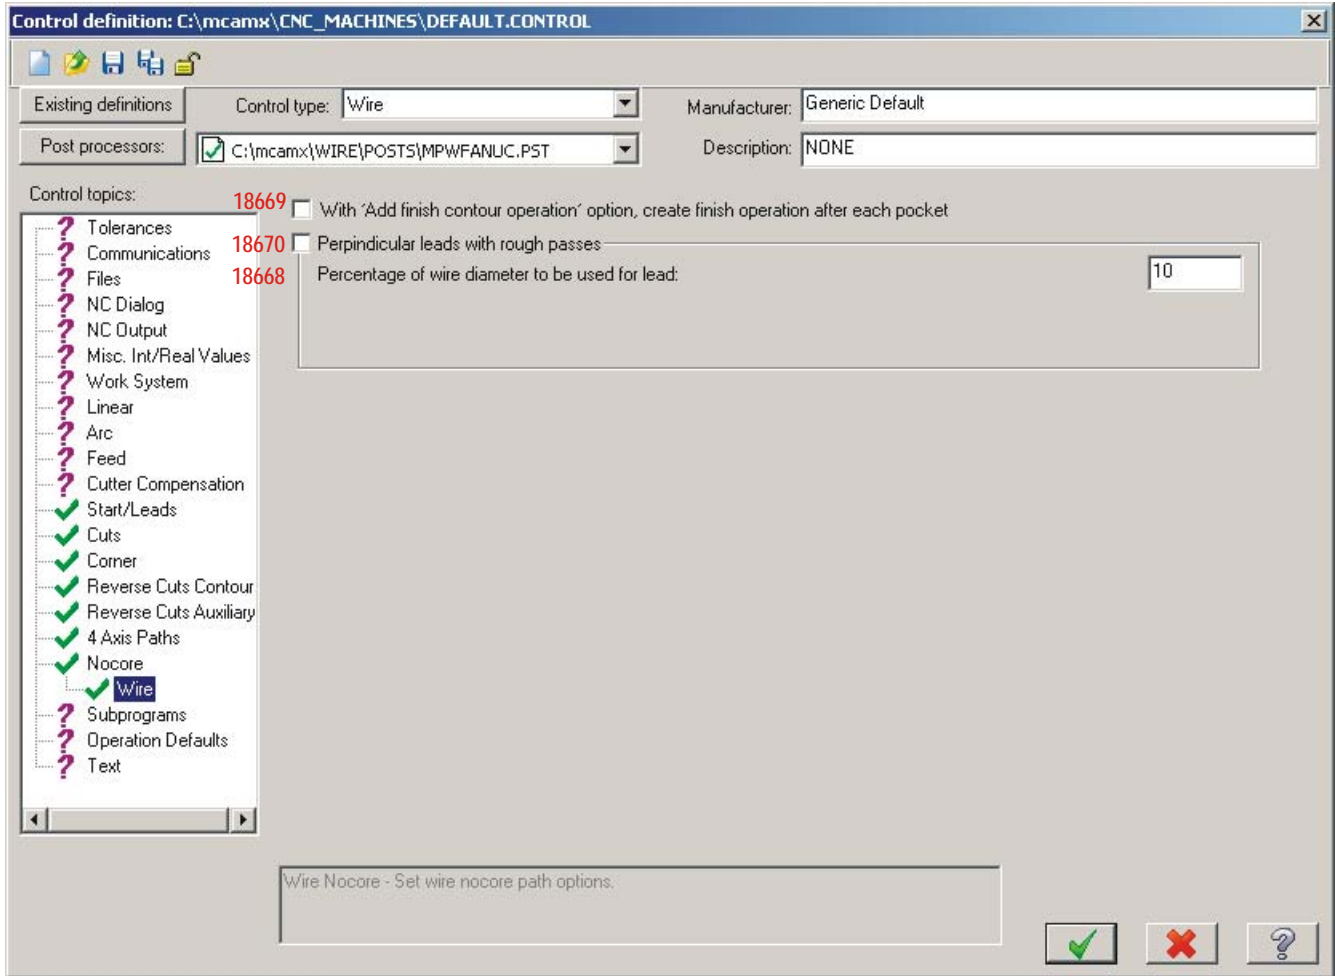 Control definition: C:\mcamx\CNC_MACHINES\DEFAULT.CONTROL
Existing definitions Control type: Wire Manufacturer: Generic Default
Post processors: C:\mcamx\WIRE\POSTS\MPWFANUC.PST Description: NONE
Control topics:
18669 With 'Add finish contour operation' option, create finish operation after each pocket
18670 Perpindicular leads with rough passes
18668 Percentage of wire diameter to be used for lead: 10
Tolerances
Communications
Files
NC Dialog
NC Output
Misc. Int/Real Values
Work System
Linear
Arc
Feed
Cutter Compensation
Start/Leads
Cuts
Corner
Reverse Cuts Contour
Reverse Cuts Auxiliary
4 Axis Paths
Nocore
Wire
Subprograms
Operation Defaults
Text
Wire Nocore - Set wire nocore path options.